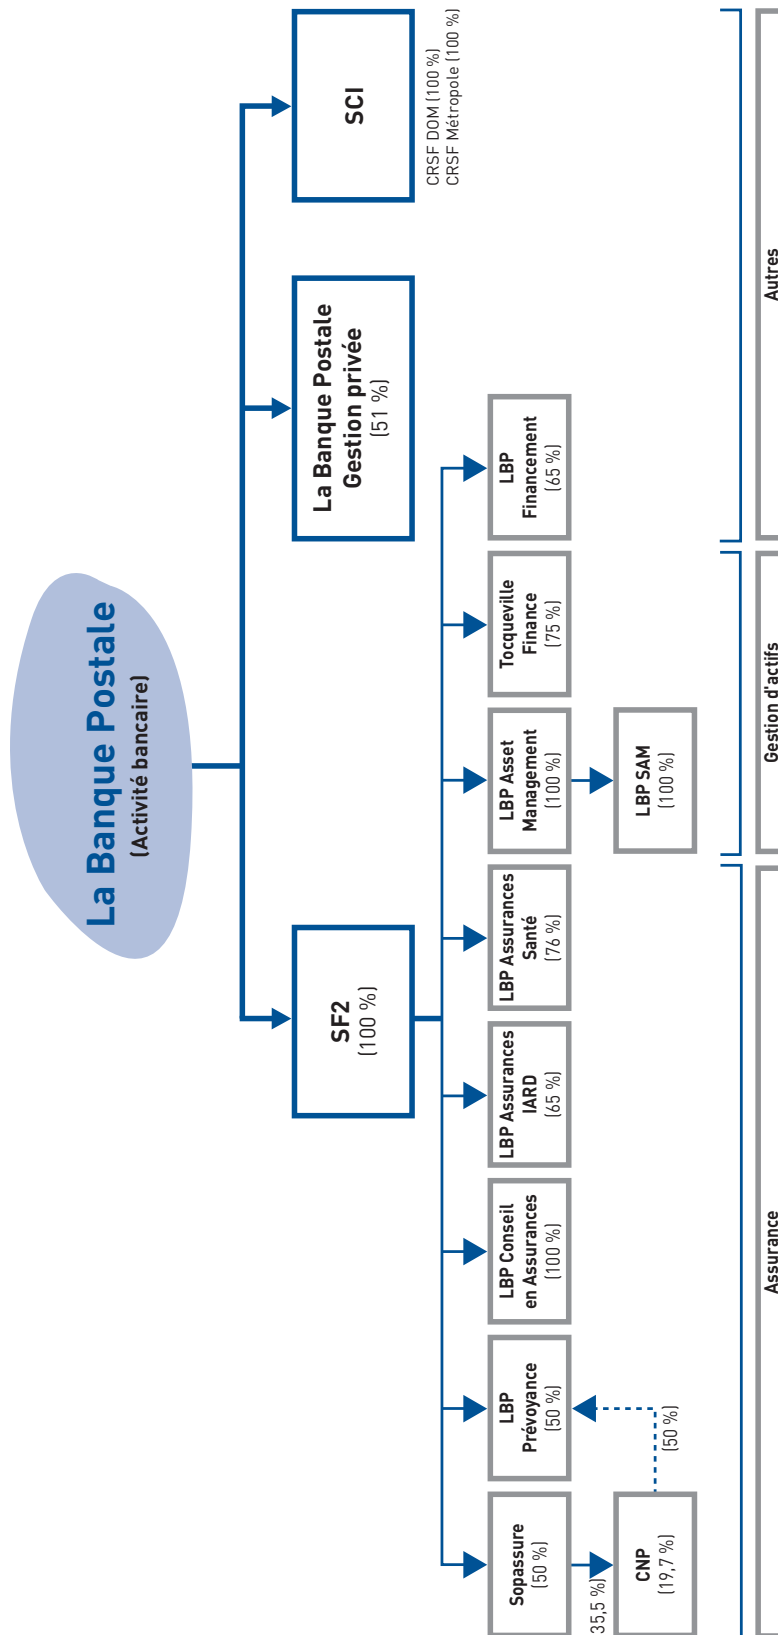 La Banque Postale
(Activité bancaire)
SF2
(100 %)
La Banque Postale
Gestion privée
(51 %)
SCI
CRSF DOM (100 %)
CRSF Métropole (100 %)
Sopassure
(50 %)
LBP
Prévoyance
(50 %)
LBP Conseil
en Assurances
(100 %)
LBP Assurances
IARD
(65 %)
LBP Assurances
Santé
(76 %)
LBP Asset
Management
(100 %)
Tocqueville
Finance
(75 %)
LBP
Financement
(65 %)
35,5 %)
CNP
(19,7 %)
(50 %)
LBP SAM
(100 %)
Assurance
Gestion d'actifs
Autres